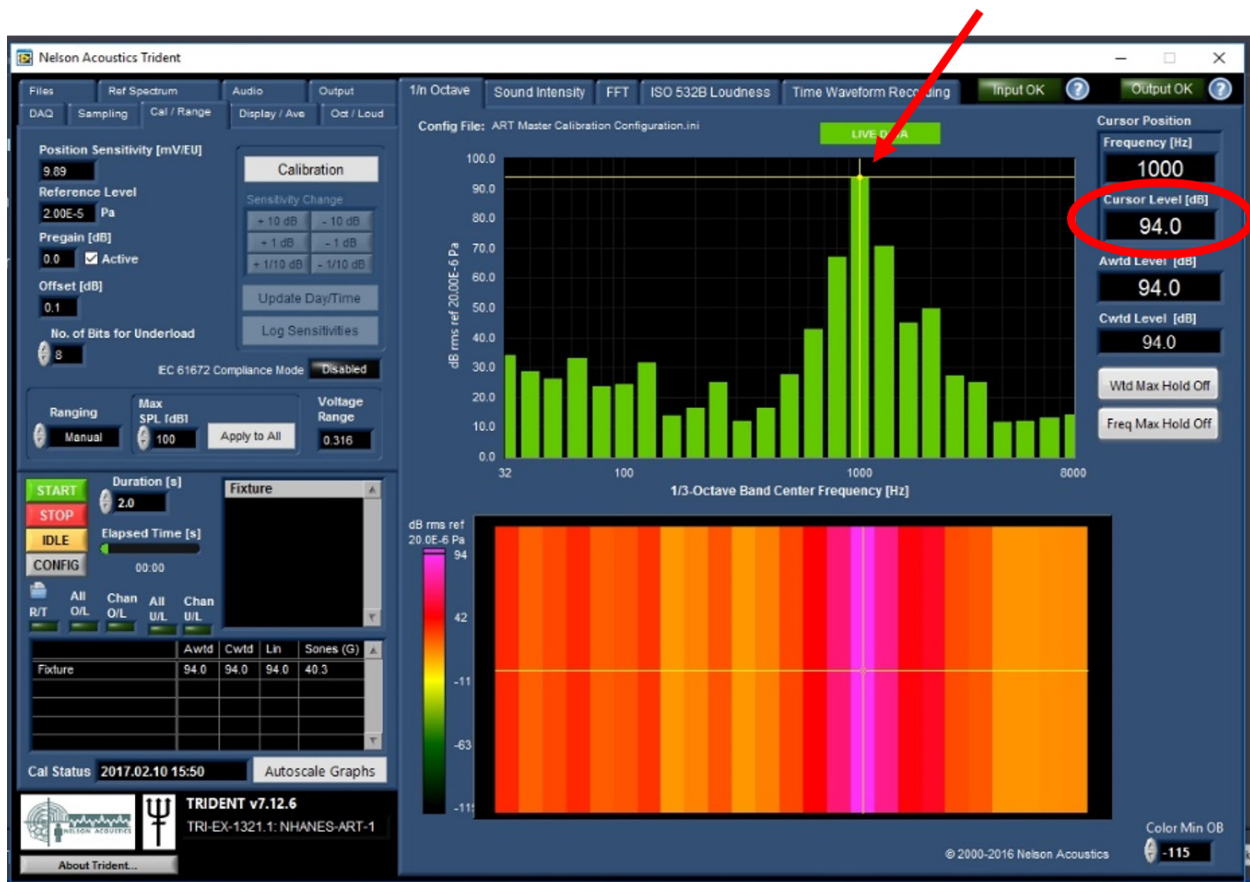 Nelson Acoustics Trident
Files Ref Spectrum Audio Output
DAQ Sampling Cal / Range Display / Ave Oct / Loud
Position Sensitivity [mV/EU]
9.89
Reference Level
2.00E-5 Pa
Pregain [dB]
0.0 Active
Offset [dB]
0.1
No. of Bits for Underload
8
Calibration
Sensitivity Change
+ 10 dB - 10 dB
+ 1 dB - 1 dB
+ 1/10 dB - 1/10 dB
Update Day/Time
Log Sensitivities
IEC 61672 Compliance Mode Disabled
Ranging
Manual
Max
SPL [dB]
100
Apply to All
Voltage
Range
0.316
START
STOP
IDLE
CONFIG
Duration [s]
2.0
Elapsed Time [s]
00:00
Fixture
R/T
All
O/L
Chan
O/L
All
U/L
Chan
U/L
Awtd Cwtd Lin Sones (G)
Fixture 94.0 94.0 94.0 40.3
Cal Status 2017.02.10 15:50 Autoscale Graphs
NELSON ACOUSTICS
TRIDENT v7.12.6
TRI-EX-1321.1: NHANES-ART-1
About Trident...
1/n Octave Sound Intensity FFT ISO 532B Loudness Time Waveform Recording Input OK ? Output OK ?
Config File: ART Master Calibration Configuration.ini
LIVE DATA
dB rms ref 20.00E-6 Pa
100.0
90.0
80.0
70.0
60.0
50.0
40.0
30.0
20.0
10.0
0.0
32 100 1000 8000
1/3-Octave Band Center Frequency [Hz]
Cursor Position
Frequency [Hz]
1000
Cursor Level [dB]
94.0
Awtd Level [dB]
94.0
Cwtd Level [dB]
94.0
Wtd Max Hold Off
Freq Max Hold Off
dB rms ref
20.0E-6 Pa
94
42
-11
-63
Color Min OB
-115
© 2000-2016 Nelson Acoustics